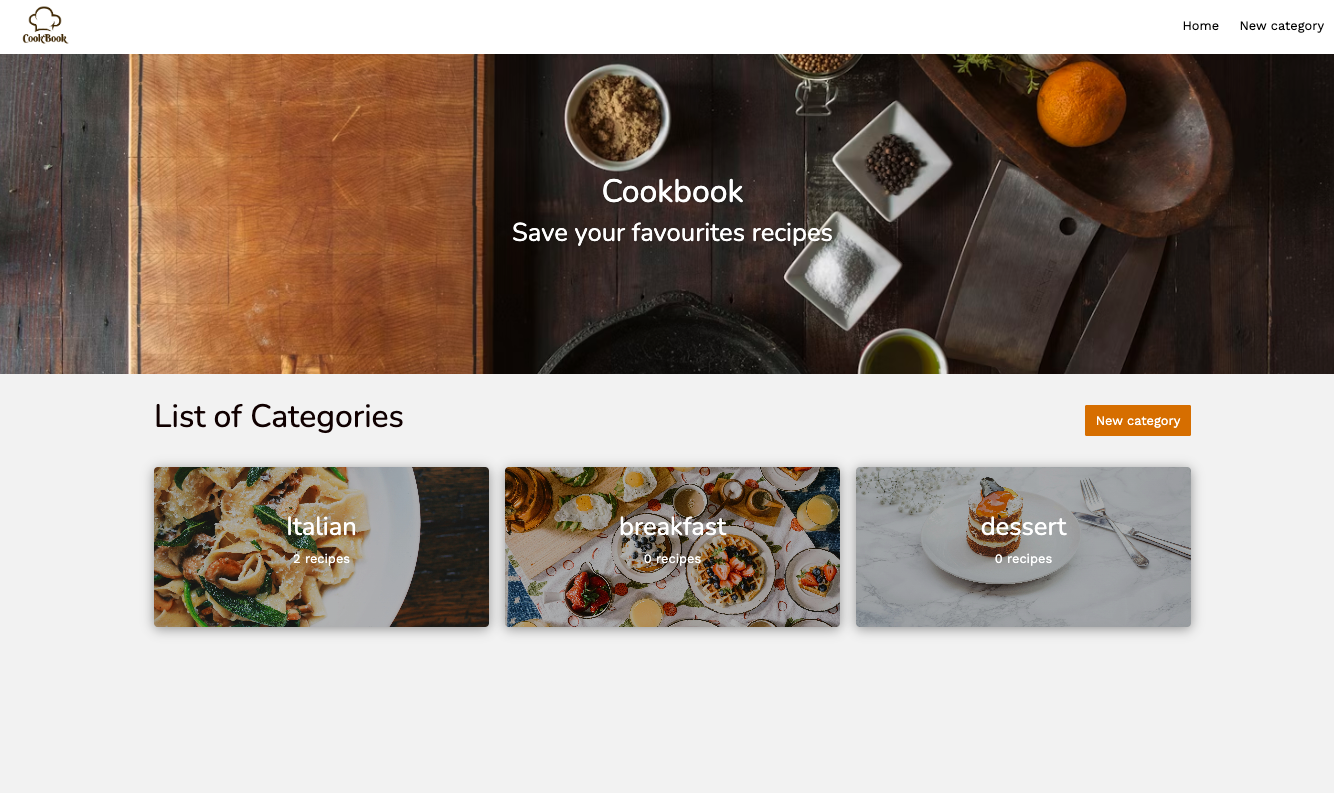 CookBook
Home
New category
Cookbook
Save your favourites recipes
List of Categories
New category
Italian
2 recipes
breakfast
0 recipes
dessert
0 recipes